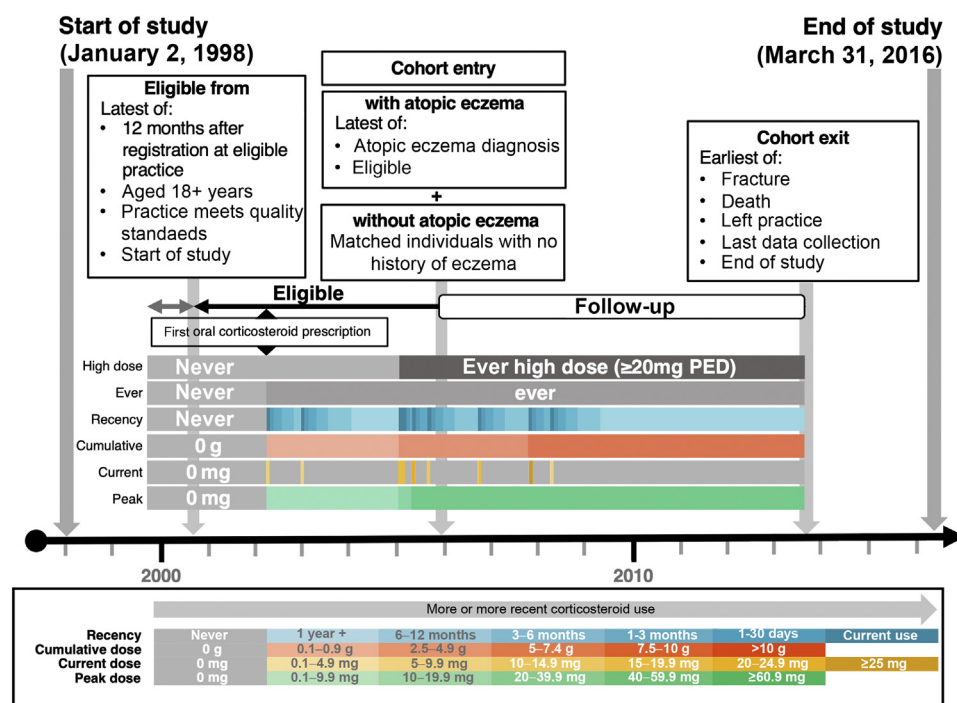 Start of study
(January 2, 1998)
End of study
(March 31, 2016)
Eligible from
Latest of:
• 12 months after
registration at eligible
practice
• Aged 18+ years
• Practice meets quality
standaeds
• Start of study
Cohort entry
with atopic eczema
Latest of:
• Atopic eczema diagnosis
• Eligible
+
without atopic eczema
Matched individuals with no
history of eczema
Cohort exit
Earliest of:
• Fracture
• Death
• Left practice
• Last data collection
• End of study
Eligible
Follow-up
First oral corticosteroid prescription
High dose Never Ever high dose (≥20mg PED)
Ever Never ever
Recency Never
Cumulative 0 g
Current 0 mg
Peak 0 mg
2000 2010
More or more recent corticosteroid use
Recency Never 1 year + 6–12 months 3–6 months 1-3 months 1-30 days Current use
Cumulative dose 0 g 0.1–0.9 g 2.5–4.9 g 5–7.4 g 7.5–10 g >10 g
Current dose 0 mg 0.1–4.9 mg 5–9.9 mg 10–14.9 mg 15–19.9 mg 20–24.9 mg ≥25 mg
Peak dose 0 mg 0.1–9.9 mg 10–19.9 mg 20–39.9 mg 40–59.9 mg ≥60.9 mg